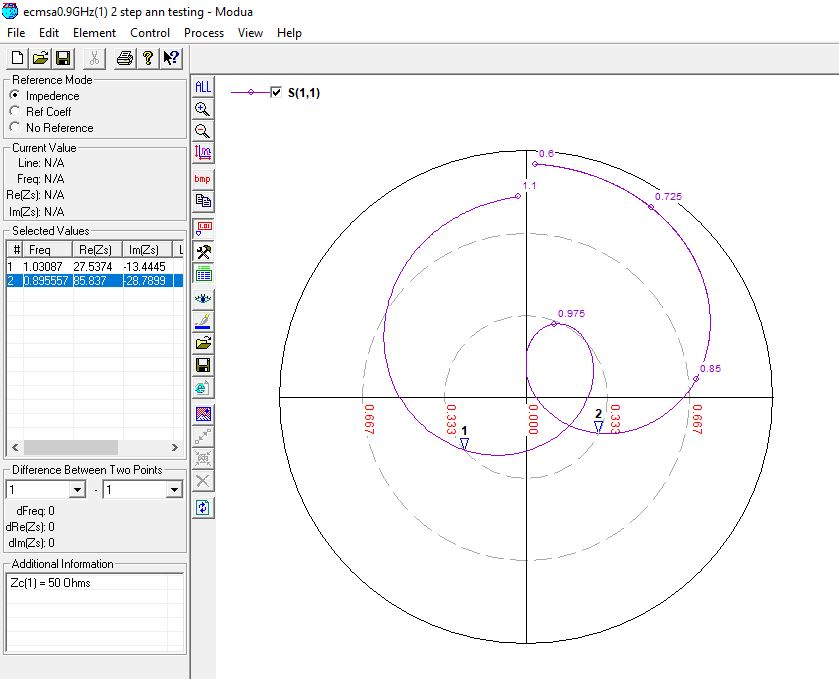 ecmsa0.9GHz(1) 2 step ann testing - Modua
File Edit Element Control Process View Help
Reference Mode
Impedence
Ref Coeff
No Reference
Current Value
Line: N/A
Freq: N/A
Re(Zs): N/A
Im(Zs): N/A
Selected Values
# Freq Re(Zs) Im(Zs) L
1 1.03087 27.5374 -13.4445
2 0.895557 85.837 -28.7899
Difference Between Two Points
1 - 1
dFreq: 0
dRe(Zs): 0
dIm(Zs): 0
Additional Information
Zc(1) = 50 Ohms
ALL
bmp
1.01
S(1,1)
0.6
1.1
0.725
0.975
0.85
1
2
0.667
0.333
0.000
0.333
0.667